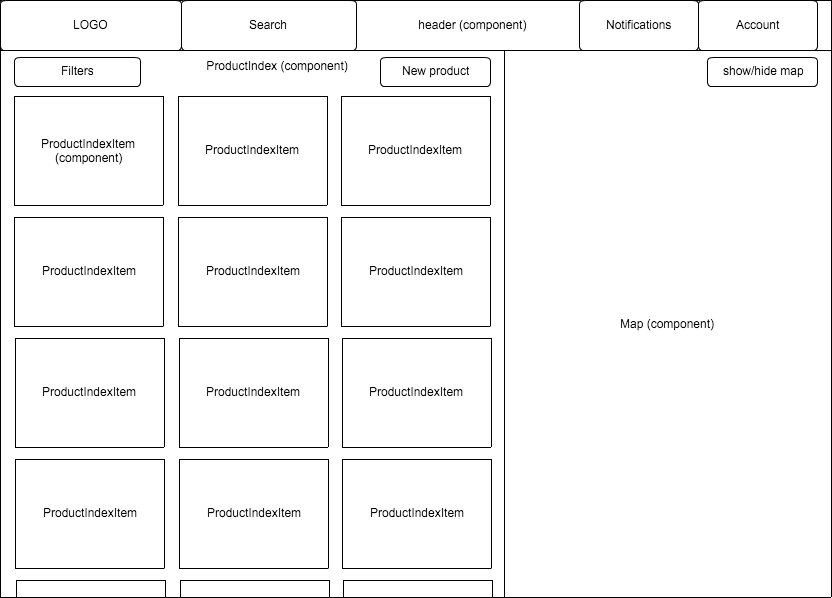 LOGO
Search
header (component)
Notifications
Account
Filters
ProductIndex (component)
New product
show/hide map
ProductIndexItem
(component)
ProductIndexItem
ProductIndexItem
ProductIndexItem
ProductIndexItem
ProductIndexItem
Map (component)
ProductIndexItem
ProductIndexItem
ProductIndexItem
ProductIndexItem
ProductIndexItem
ProductIndexItem